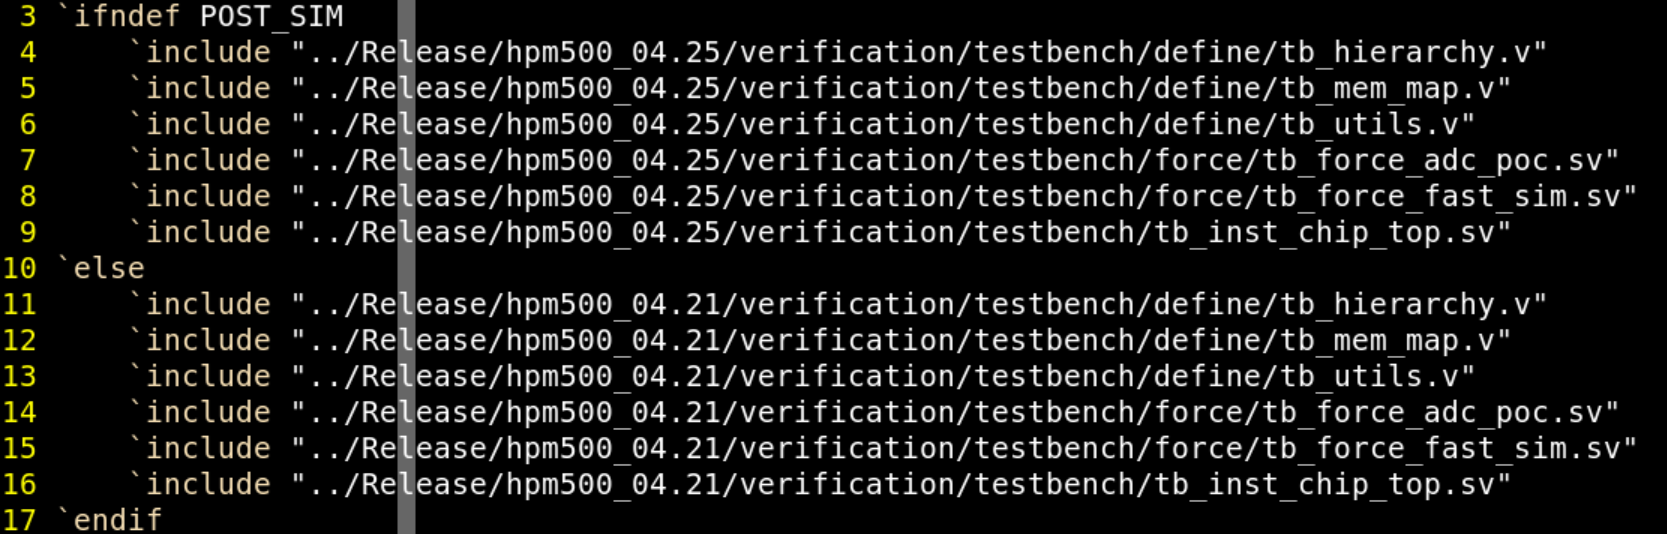 3 `ifndef POST_SIM
4     `include "../Release/hpm500_04.25/verification/testbench/define/tb_hierarchy.v"
5     `include "../Release/hpm500_04.25/verification/testbench/define/tb_mem_map.v"
6     `include "../Release/hpm500_04.25/verification/testbench/define/tb_utils.v"
7     `include "../Release/hpm500_04.25/verification/testbench/force/tb_force_adc_poc.sv"
8     `include "../Release/hpm500_04.25/verification/testbench/force/tb_force_fast_sim.sv"
9     `include "../Release/hpm500_04.25/verification/testbench/tb_inst_chip_top.sv"
10 `else
11     `include "../Release/hpm500_04.21/verification/testbench/define/tb_hierarchy.v"
12     `include "../Release/hpm500_04.21/verification/testbench/define/tb_mem_map.v"
13     `include "../Release/hpm500_04.21/verification/testbench/define/tb_utils.v"
14     `include "../Release/hpm500_04.21/verification/testbench/force/tb_force_adc_poc.sv"
15     `include "../Release/hpm500_04.21/verification/testbench/force/tb_force_fast_sim.sv"
16     `include "../Release/hpm500_04.21/verification/testbench/tb_inst_chip_top.sv"
17 `endif